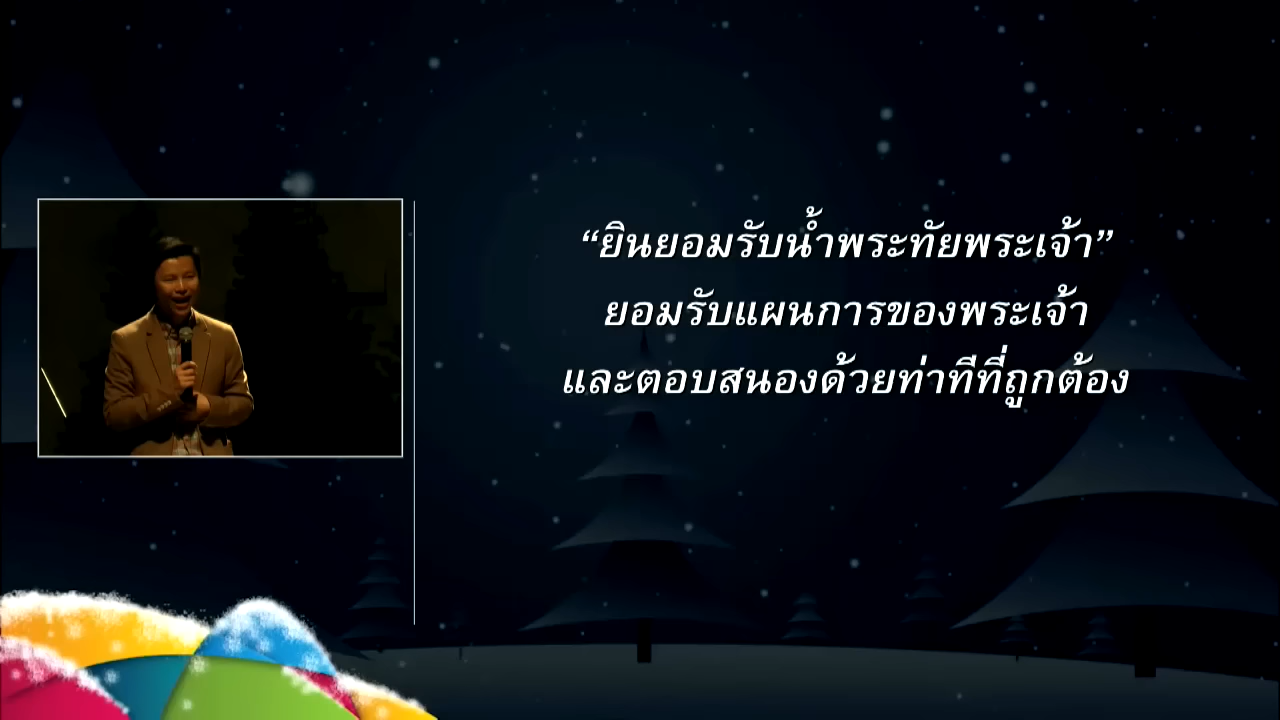 “ยินยอมรับน้ำพระทัยพระเจ้า”
ยอมรับแผนการของพระเจ้า
และตอบสนองด้วยท่าทีที่ถูกต้อง